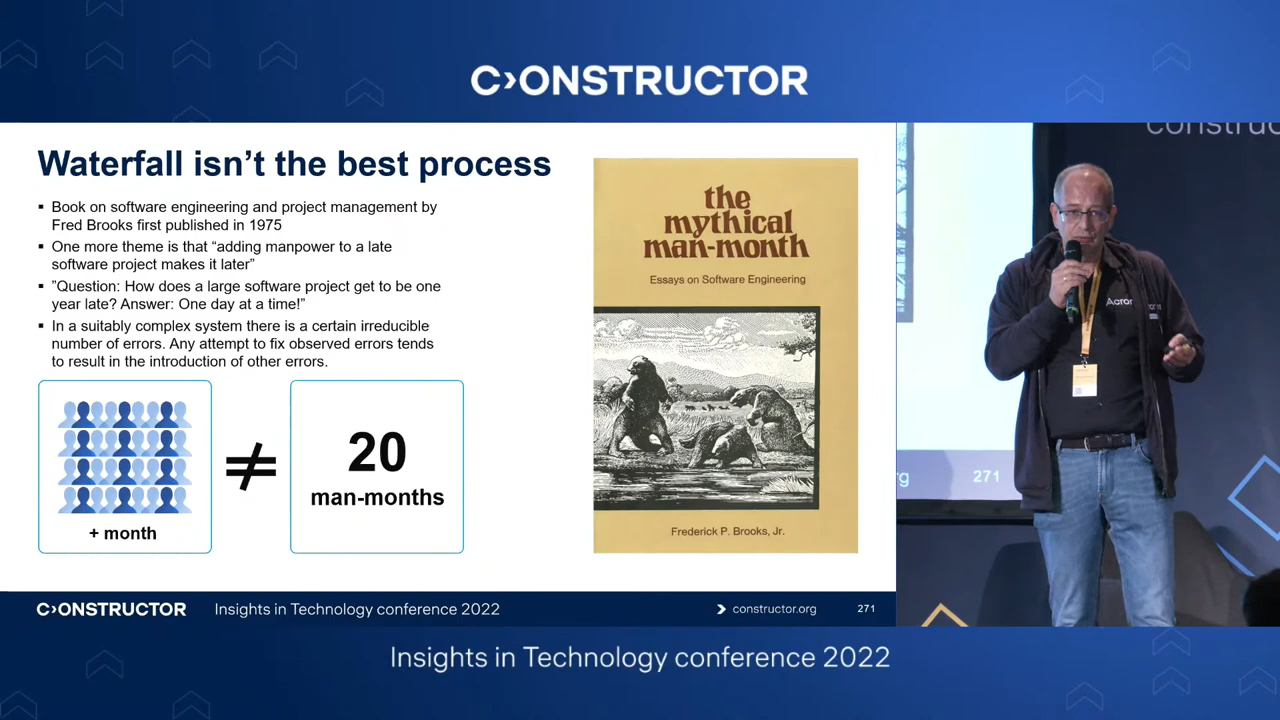 C›ONSTRUCTOR
constructor
Waterfall isn’t the best process
▪ Book on software engineering and project management by
Fred Brooks first published in 1975
▪ One more theme is that “adding manpower to a late
software project makes it later”
▪ ”Question: How does a large software project get to be one
year late? Answer: One day at a time!”
▪ In a suitably complex system there is a certain irreducible
number of errors. Any attempt to fix observed errors tends
to result in the introduction of other errors.
+ month
≠
20
man-months
the
mythical
man-month
Essays on Software Engineering
Frederick P. Brooks, Jr.
Acron
rg
271
C›ONSTRUCTOR
Insights in Technology conference 2022
constructor.org
271
Insights in Technology conference 2022